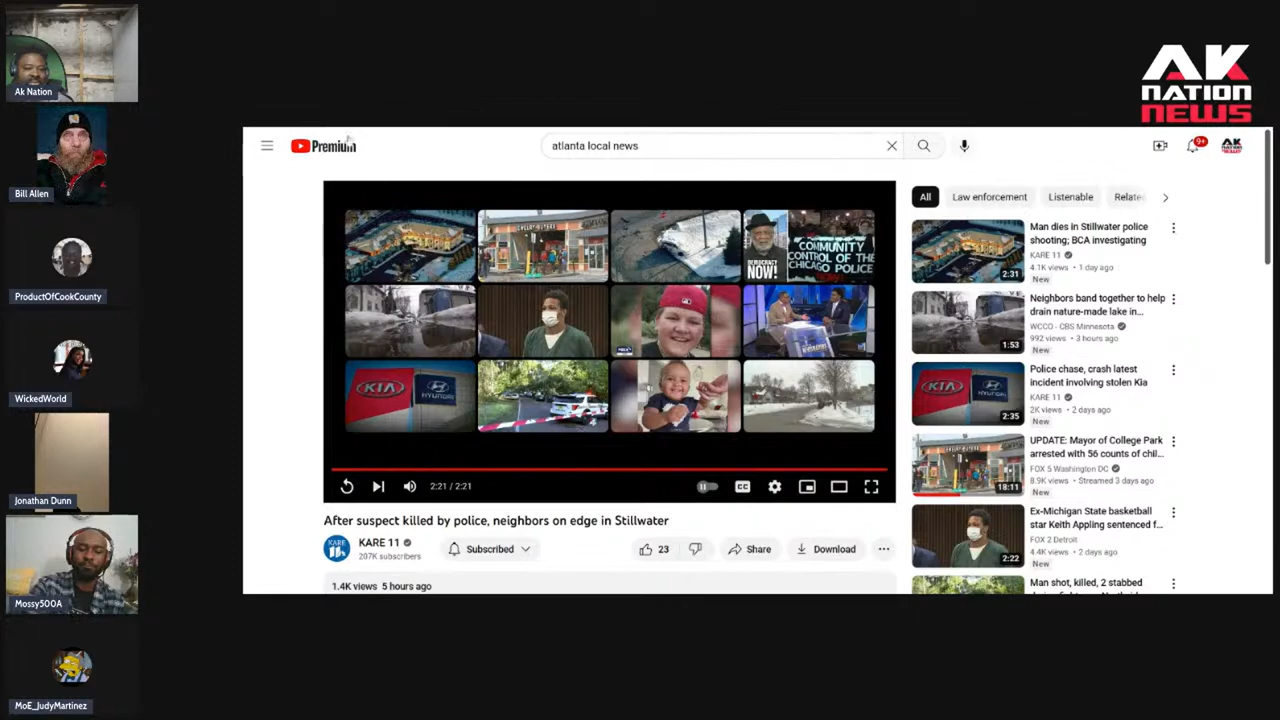 Ak Nation
Bill Allen
ProductOfCookCounty
WickedWorld
Jonathan Dunn
Mossy500A
MoE_JudyMartinez
AK
NATION
NEWS
Premium
atlanta local news
9+
CELLULAR
DEMOCRACY
NOW!
COMMUNITY
CONTROL OF THE
CHICAGO POLICE
KIA
HYUNDAI
2:21 / 2:21
CC
After suspect killed by police, neighbors on edge in Stillwater
KARE 11
207K subscribers
Subscribed
23
Share
Download
1.4K views 5 hours ago
All
Law enforcement
Listenable
Relate
2:31
Man dies in Stillwater police
shooting; BCA investigating
KARE 11
4.1K views • 1 day ago
New
1:53
Neighbors band together to help
drain nature-made lake in...
WCCO - CBS Minnesota
992 views • 3 hours ago
New
KIA
HYUNDAI
2:35
Police chase, crash latest
incident involving stolen Kia
KARE 11
2K views • 2 days ago
New
18:11
UPDATE: Mayor of College Park
arrested with 56 counts of chil...
FOX 5 Washington DC
8.9K views • Streamed 3 days ago
New
2:22
Ex-Michigan State basketball
star Keith Appling sentenced f...
FOX 2 Detroit
4.4K views • 2 days ago
New
Man shot, killed, 2 stabbed